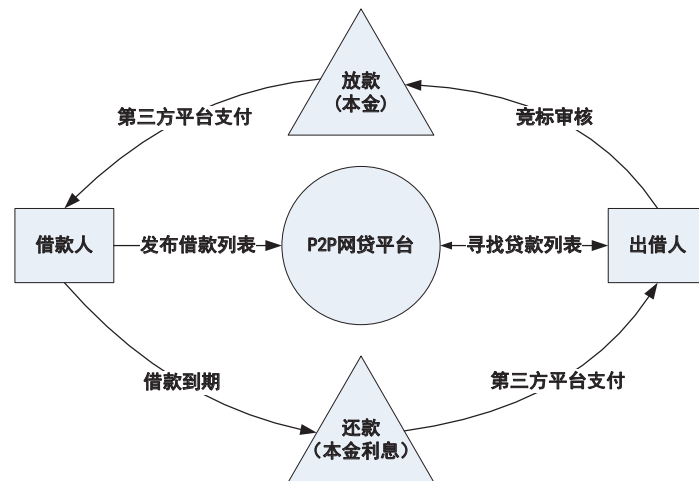 放款
(本金)
第三方平台支付
竞标审核
借款人
发布借款列表
P2P网贷平台
寻找贷款列表
出借人
借款到期
第三方平台支付
还款
（本金利息）